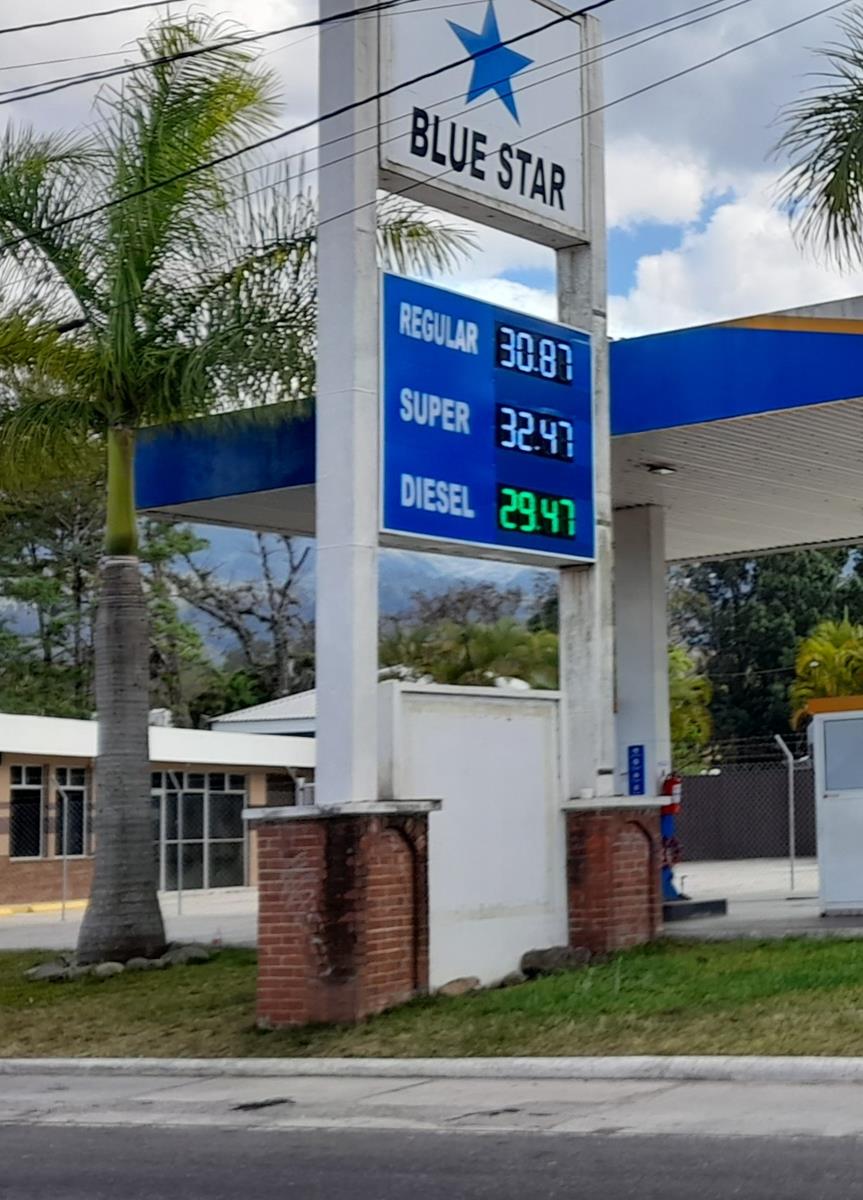 BLUE STAR
REGULAR 30.87
SUPER 32.47
DIESEL 29.47